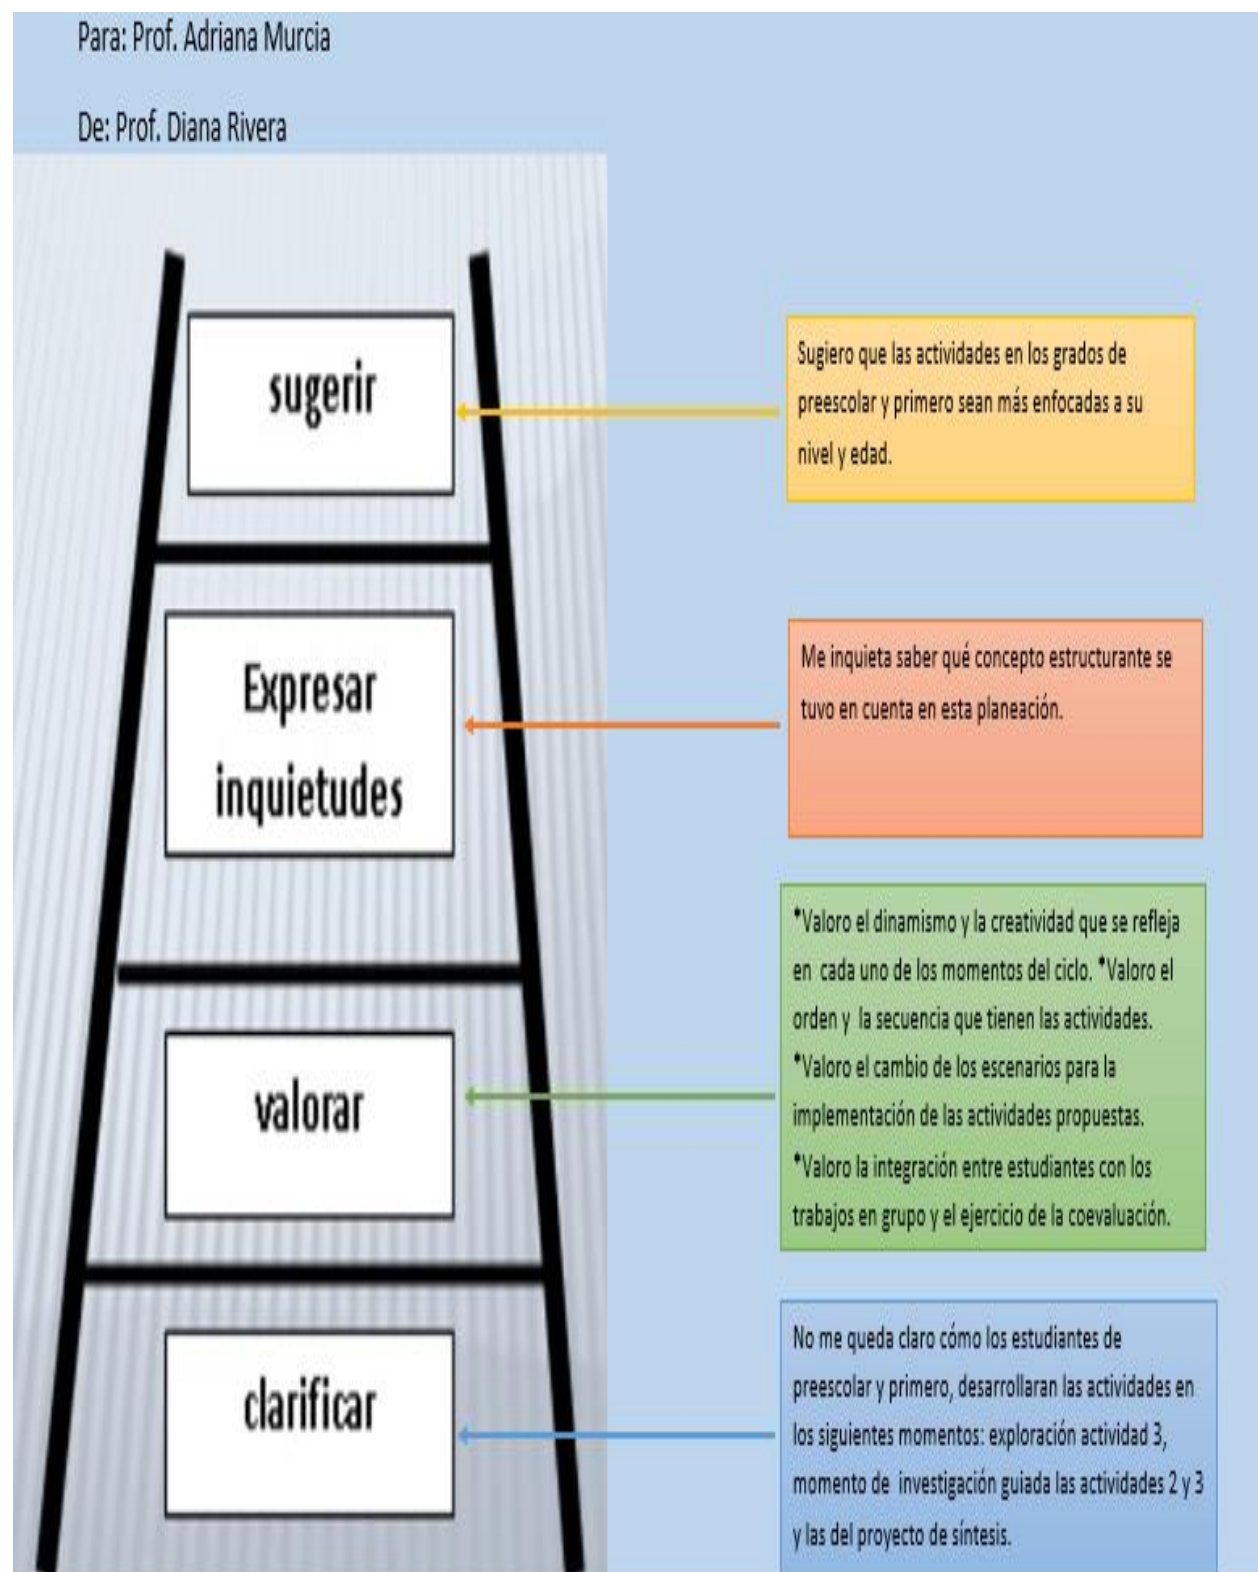 Para: Prof. Adriana Murcia
De: Prof. Diana Rivera
sugerir
Sugiero que las actividades en los grados de
preescolar y primero sean más enfocadas a su
nivel y edad.
Expresar
inquietudes
Me inquieta saber qué concepto estructurante se
tuvo en cuenta en esta planeación.
valorar
*Valoro el dinamismo y la creatividad que se refleja
en cada uno de los momentos del ciclo. *Valoro el
orden y la secuencia que tienen las actividades.
*Valoro el cambio de los escenarios para la
implementación de las actividades propuestas.
*Valoro la integración entre estudiantes con los
trabajos en grupo y el ejercicio de la coevaluación.
clarificar
No me queda claro cómo los estudiantes de
preescolar y primero, desarrollaran las actividades en
los siguientes momentos: exploración actividad 3,
momento de investigación guiada las actividades 2 y 3
y las del proyecto de síntesis.